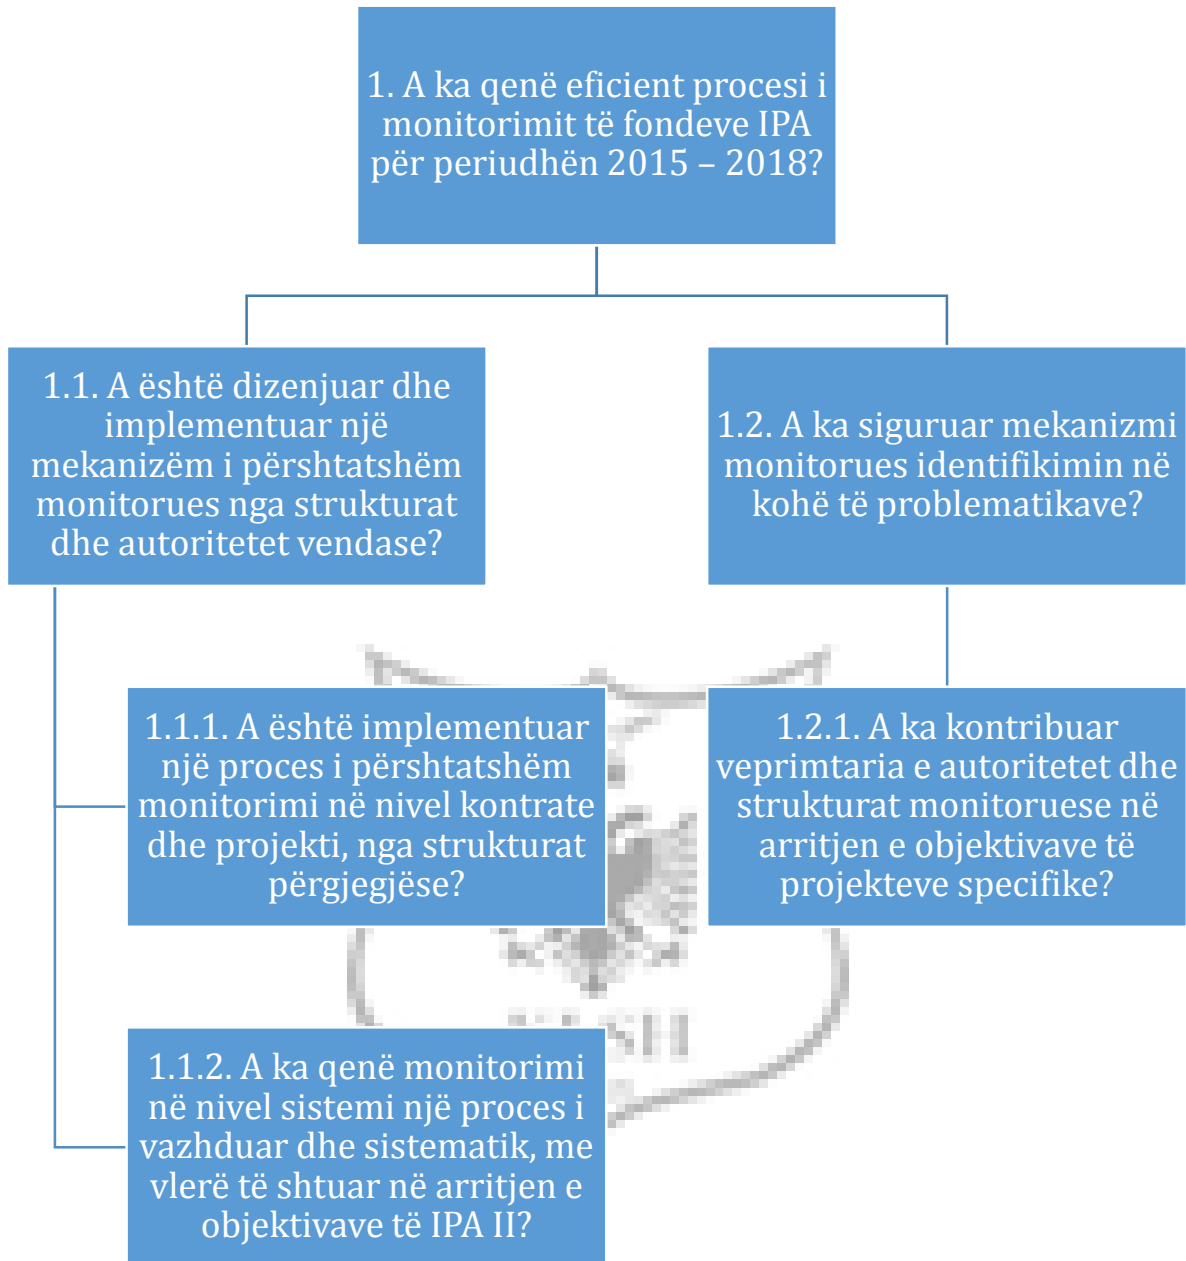 1. A ka qenë eficient procesi i
monitorimit të fondeve IPA
për periudhën 2015 – 2018?
1.1. A është dizenjuar dhe
implementuar një
mekanizëm i përshtatshëm
monitorues nga strukturat
dhe autoritetet vendase?
1.1.1. A është implementuar
një proces i përshtatshëm
monitorimi në nivel kontrate
dhe projekti, nga strukturat
përgjegjëse?
1.1.2. A ka qenë monitorimi
në nivel sistemi një proces i
vazhduar dhe sistematik, me
vlerë të shtuar në arritjen e
objektivave të IPA II?
1.2. A ka siguruar mekanizmi
monitorues identifikimin në
kohë të problematikave?
1.2.1. A ka kontribuar
veprimtaria e autoritetet dhe
strukturat monitoruese në
arritjen e objektivave të
projekteve specifike?